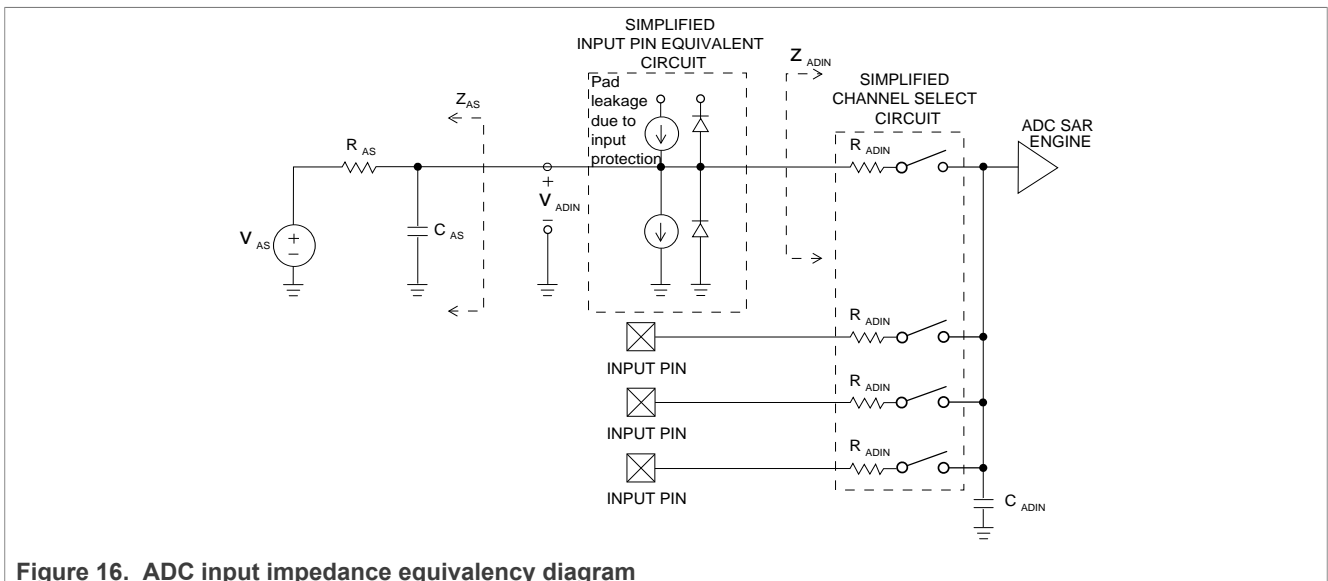 SIMPLIFIED
INPUT PIN EQUIVALENT
CIRCUIT
Pad
leakage
due to
input
protection
Z ADIN
SIMPLIFIED
CHANNEL SELECT
CIRCUIT
ADC SAR
ENGINE
Z AS
R AS
R ADIN
+
V ADIN
–
C AS
V AS
+
–
R ADIN
INPUT PIN
R ADIN
INPUT PIN
R ADIN
INPUT PIN
C ADIN
Figure 16. ADC input impedance equivalency diagram